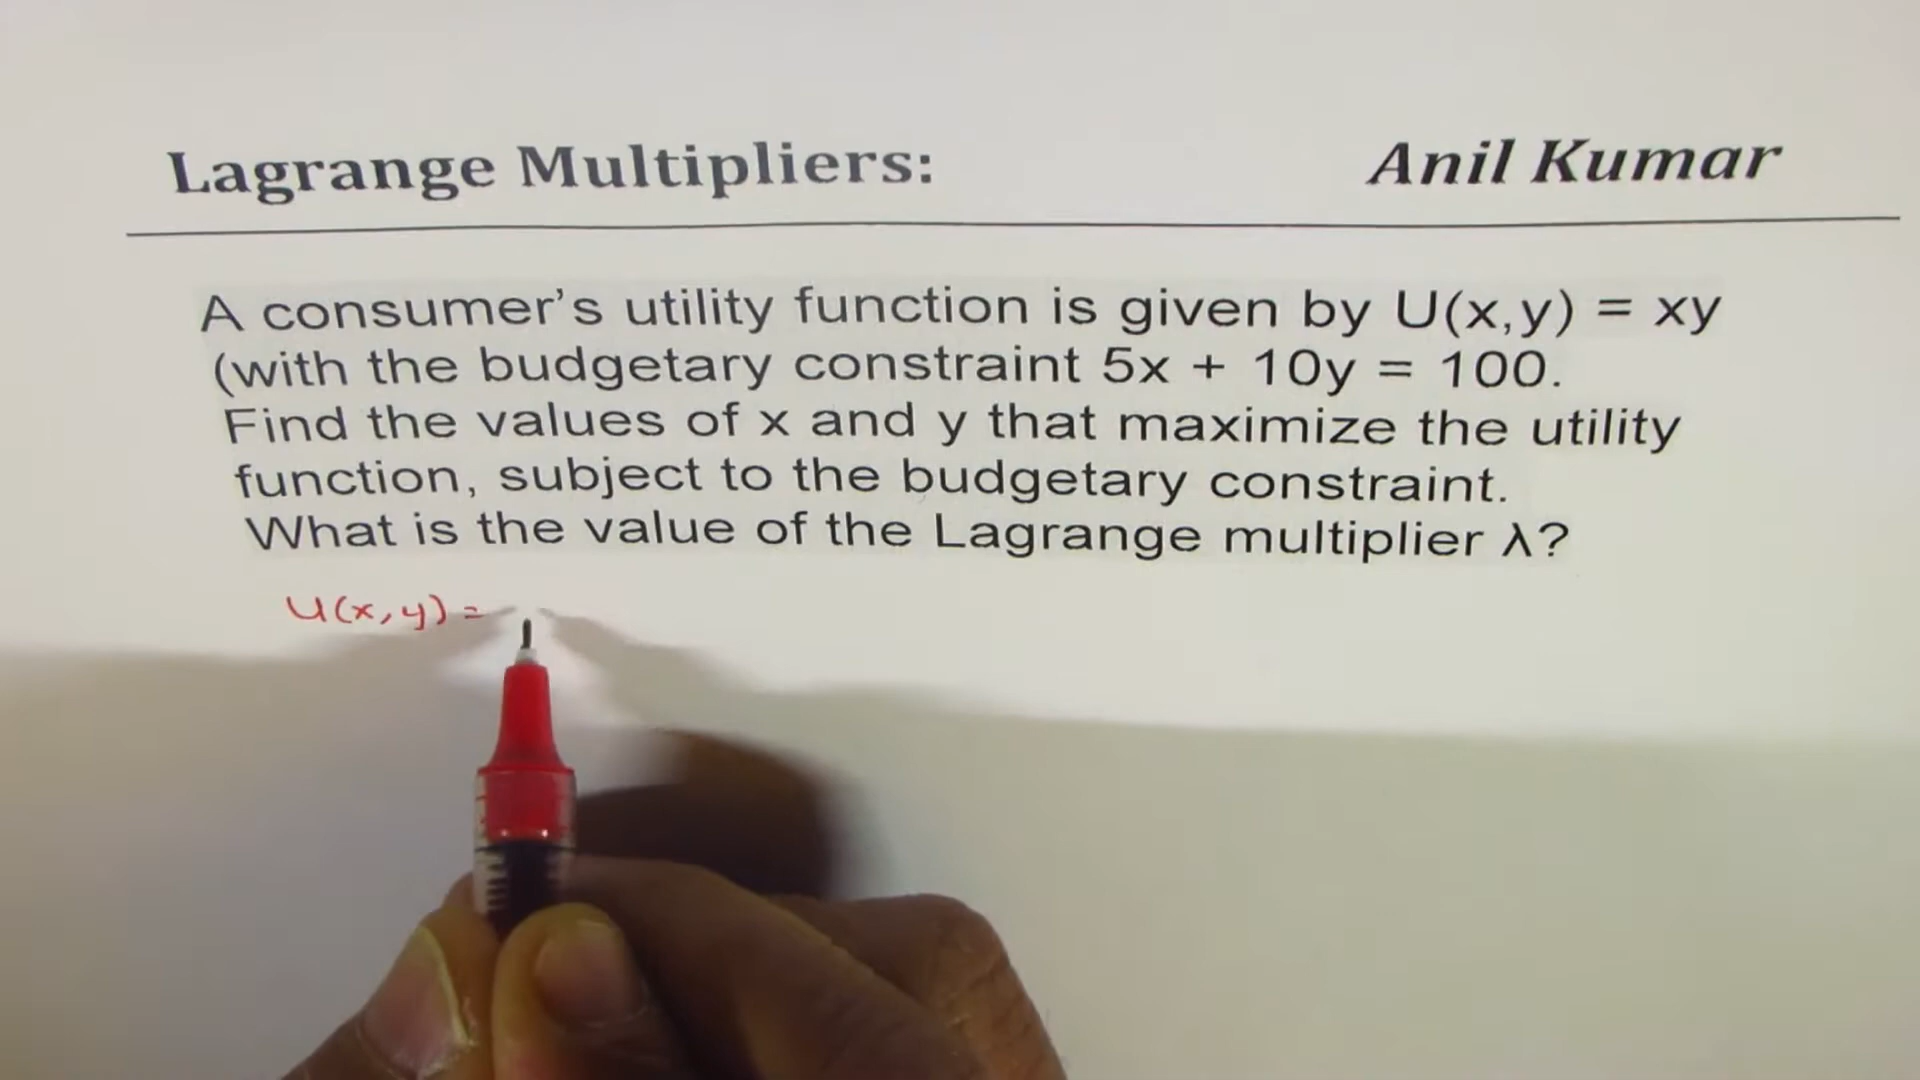 Lagrange Multipliers: Anil Kumar
A consumer's utility function is given by U(x,y) = xy
(with the budgetary constraint 5x + 10y = 100.
Find the values of x and y that maximize the utility
function, subject to the budgetary constraint.
What is the value of the Lagrange multiplier λ?
U(x,y) =